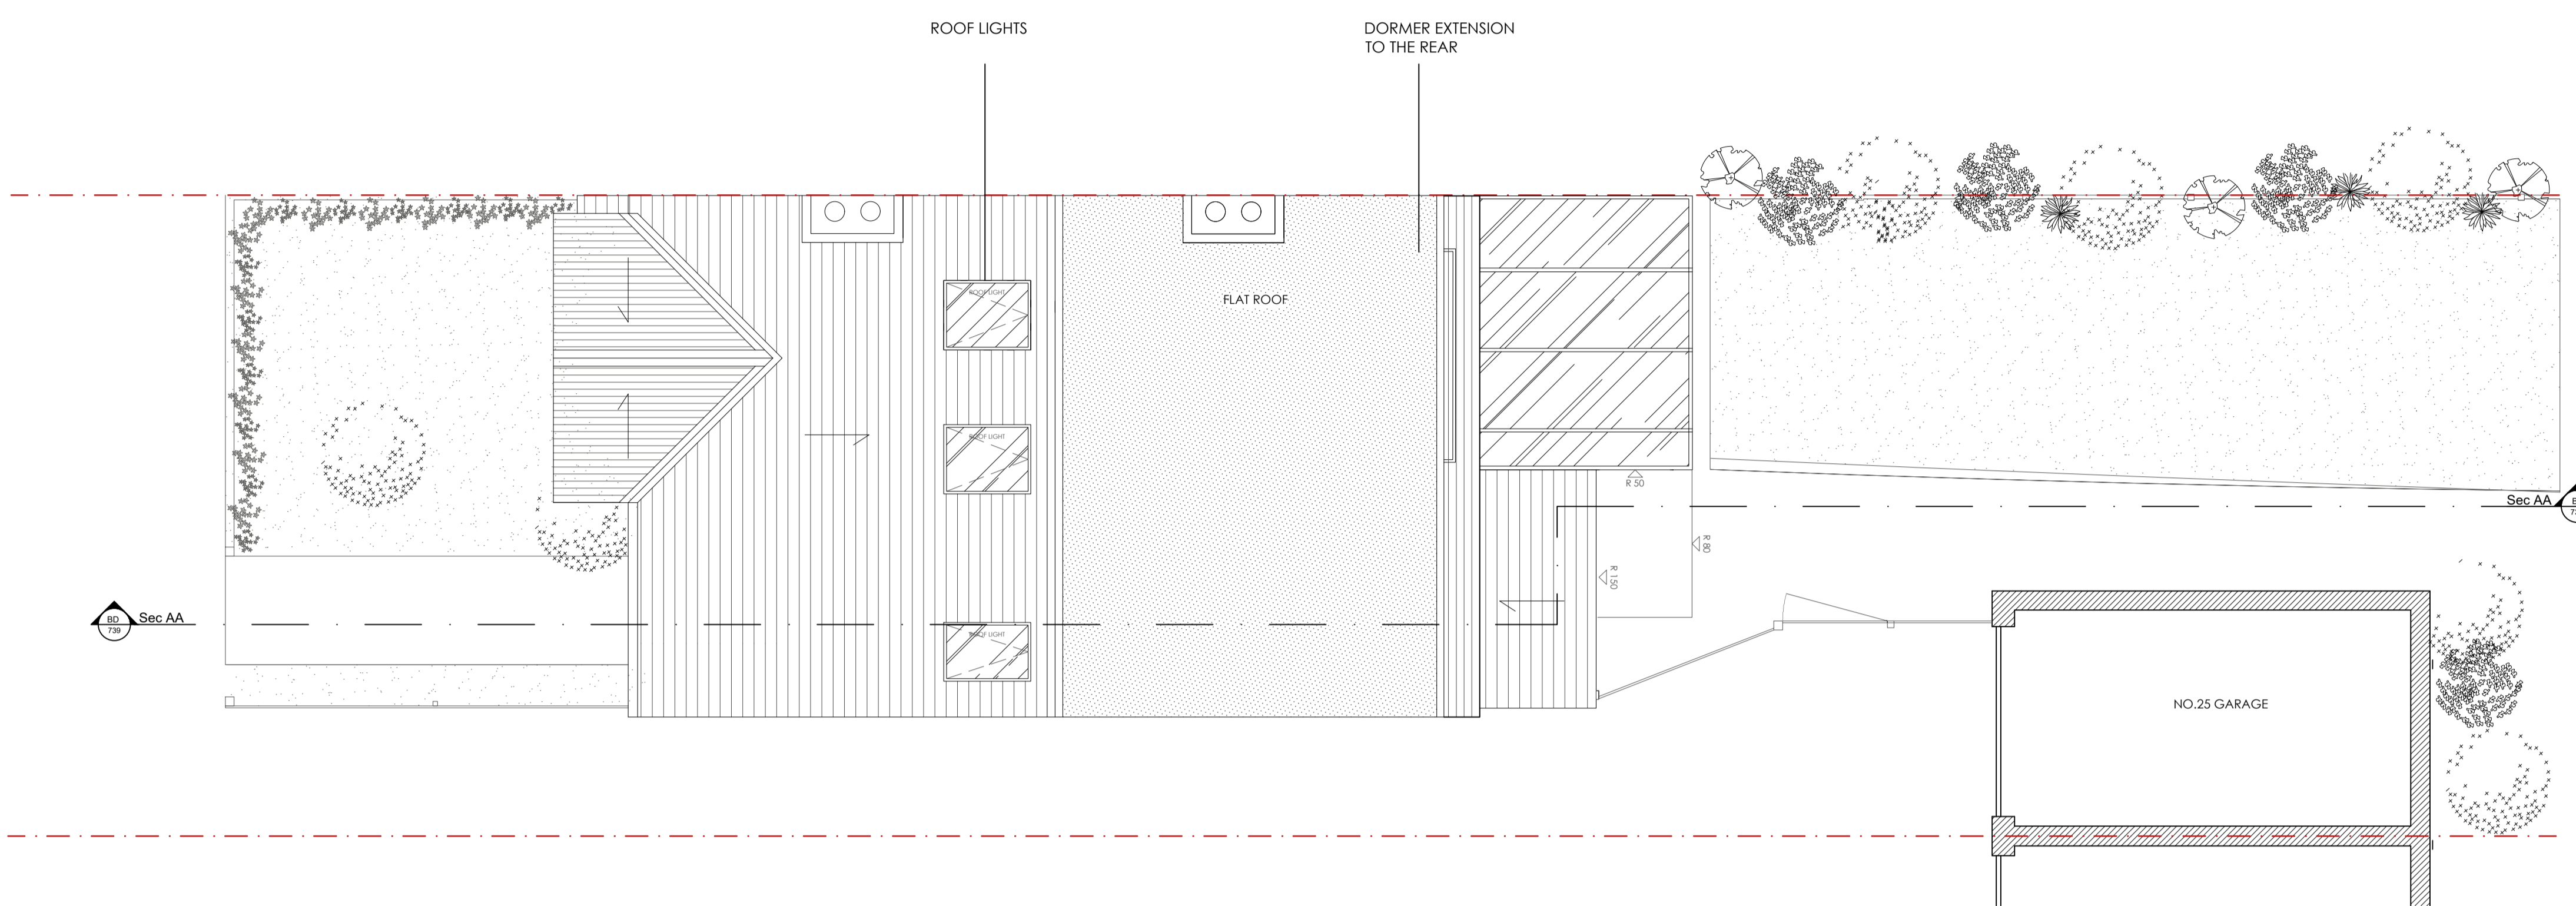 ROOF LIGHTS
DORMER EXTENSION
TO THE REAR
ROOF LIGHT
FLAT ROOF
ROOF LIGHT
R 50
Sec AA
R 80
R 150
BD
739
Sec AA
ROOF LIGHT
NO.25 GARAGE